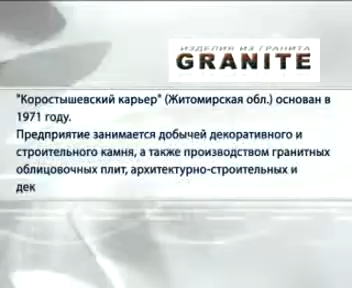 ИЗДЕЛИЯ ИЗ ГРАНИТА
GRANITE
"Коростышевский карьер" (Житомирская обл.) основан в
1971 году.
Предприятие занимается добычей декоративного и
строительного камня, а также производством гранитных
облицовочных плит, архитектурно-строительных и
дек